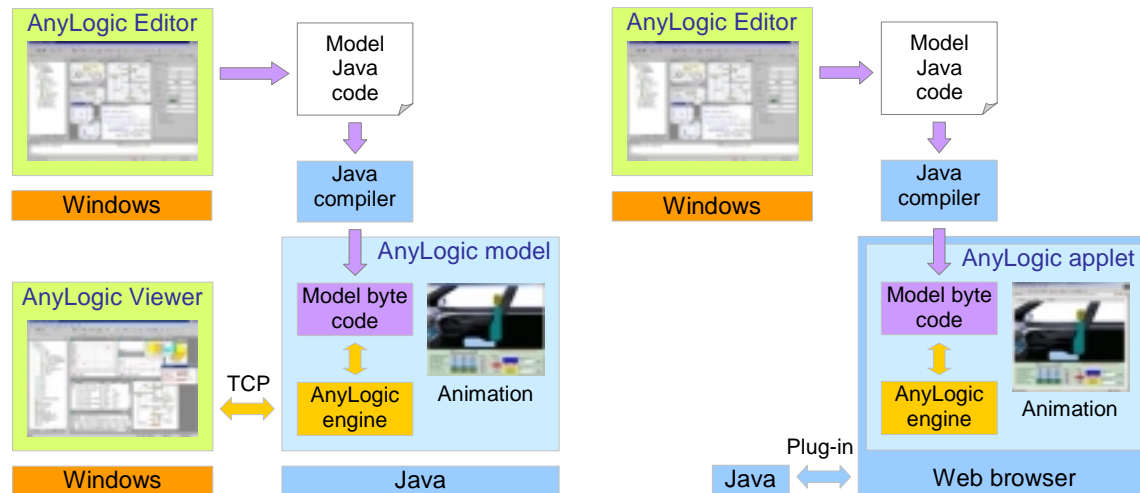 AnyLogic Editor
Model
Java
code
Windows
Java
compiler
AnyLogic model
AnyLogic Viewer
Model byte
code
TCP
AnyLogic
engine
Animation
Windows
Java
AnyLogic Editor
Model
Java
code
Windows
Java
compiler
AnyLogic applet
Model byte
code
AnyLogic
engine
Animation
Plug-in
Java
Web browser